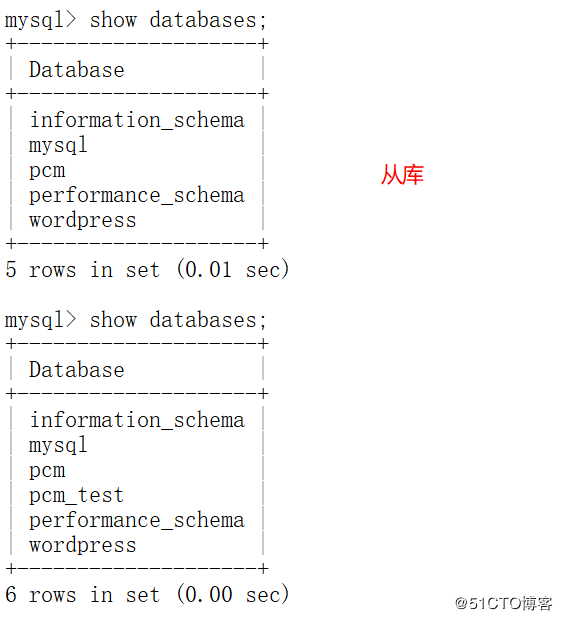 mysql> show databases;
+--------------------+
| Database           |
+--------------------+
| information_schema |
| mysql              |
| pcm                |
| performance_schema |
| wordpress          |
+--------------------+
5 rows in set (0.01 sec)
从库
mysql> show databases;
+--------------------+
| Database           |
+--------------------+
| information_schema |
| mysql              |
| pcm                |
| pcm_test           |
| performance_schema |
| wordpress          |
+--------------------+
6 rows in set (0.00 sec)
@51CTO博客